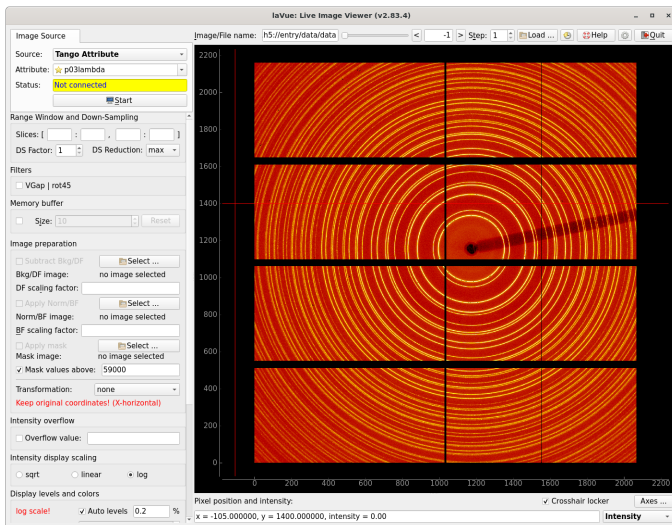 laVue: Live Image Viewer (v2.83.4)
Image Source
Image/File name: h5://entry/data/data < -1 > Step: 1 Load ... Help Quit
Source: Tango Attribute
Attribute: p03lambda
Status: Not connected
Start
Range Window and Down-Sampling
Slices: [ : , : ]
DS Factor: 1 DS Reduction: max
Filters
VGap | rot45
Memory buffer
Size: 10 Reset
Image preparation
Subtract Bkg/DF Select ...
Bkg/DF image: no image selected
DF scaling factor:
Apply Norm/BF Select ...
Norm/BF image: no image selected
BF scaling factor:
Apply mask Select ...
Mask image: no image selected
Mask values above: 59000
Transformation: none
Keep original coordinates! (X-horizontal)
Intensity overflow
Overflow value:
Intensity display scaling
sqrt linear log
Display levels and colors
log scale! Auto levels 0.2 %
2200
2000
1800
1600
1400
1200
1000
800
600
400
200
0
0 200 400 600 800 1000 1200 1400 1600 1800 2000 2200
Pixel position and intensity: Crosshair locker Axes ...
x = -105.000000, y = 1400.000000, intensity = 0.00 Intensity